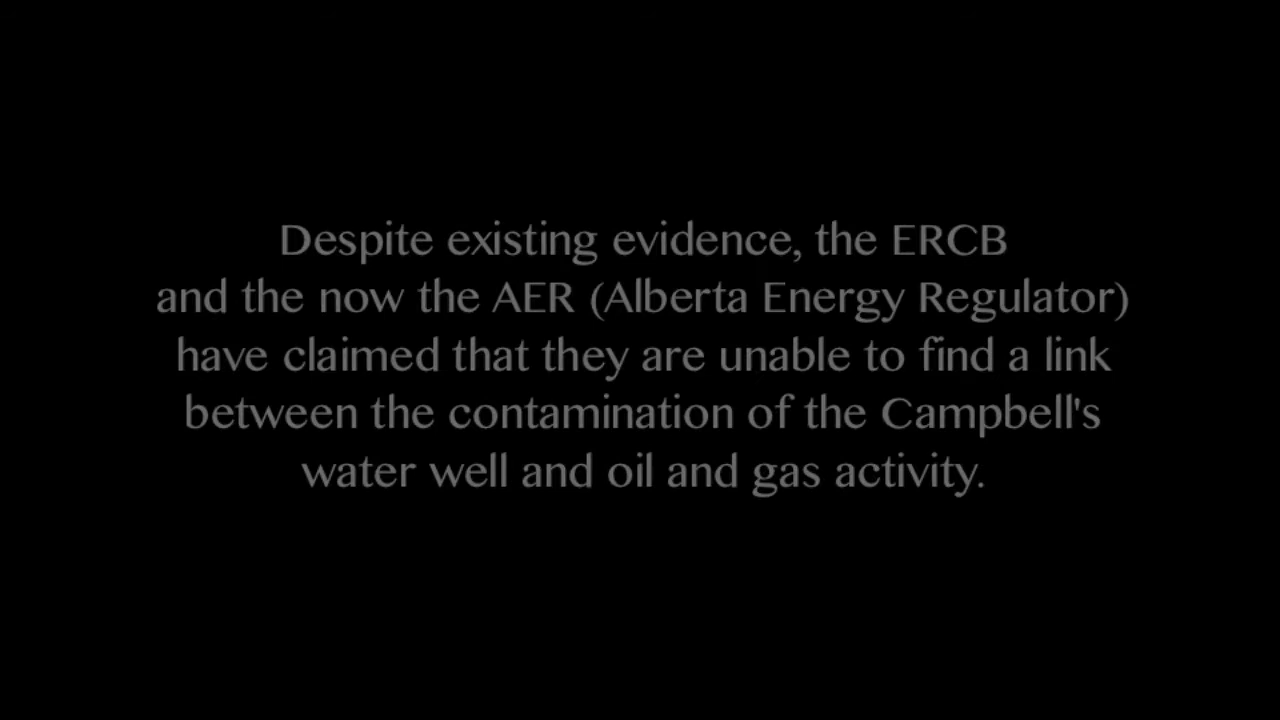 Despite existing evidence, the ERCB
and the now the AER (Alberta Energy Regulator)
have claimed that they are unable to find a link
between the contamination of the Campbell's
water well and oil and gas activity.